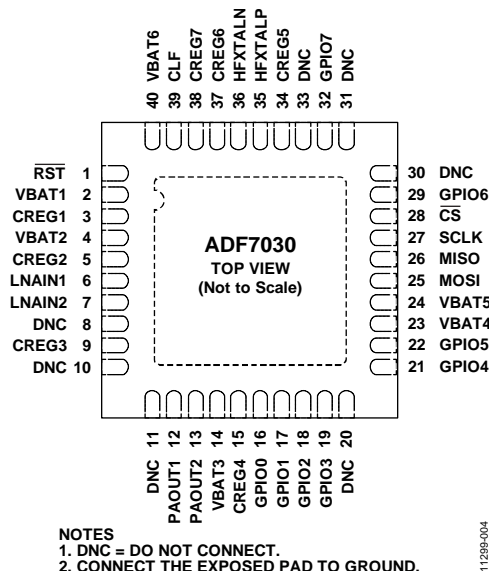 40 VBAT6
39 CLF
38 CREG7
37 CREG6
36 HFXTALN
35 HFXTALP
34 CREG5
33 DNC
32 GPIO7
31 DNC
RST 1
VBAT1 2
CREG1 3
VBAT2 4
CREG2 5
LNAIN1 6
LNAIN2 7
DNC 8
CREG3 9
DNC 10
ADF7030
TOP VIEW
(Not to Scale)
30 DNC
29 GPIO6
28 CS
27 SCLK
26 MISO
25 MOSI
24 VBAT5
23 VBAT4
22 GPIO5
21 GPIO4
DNC 11
PAOUT1 12
PAOUT2 13
VBAT3 14
CREG4 15
GPIO0 16
GPIO1 17
GPIO2 18
GPIO3 19
DNC 20
NOTES
1. DNC = DO NOT CONNECT.
2. CONNECT THE EXPOSED PAD TO GROUND.
11299-004